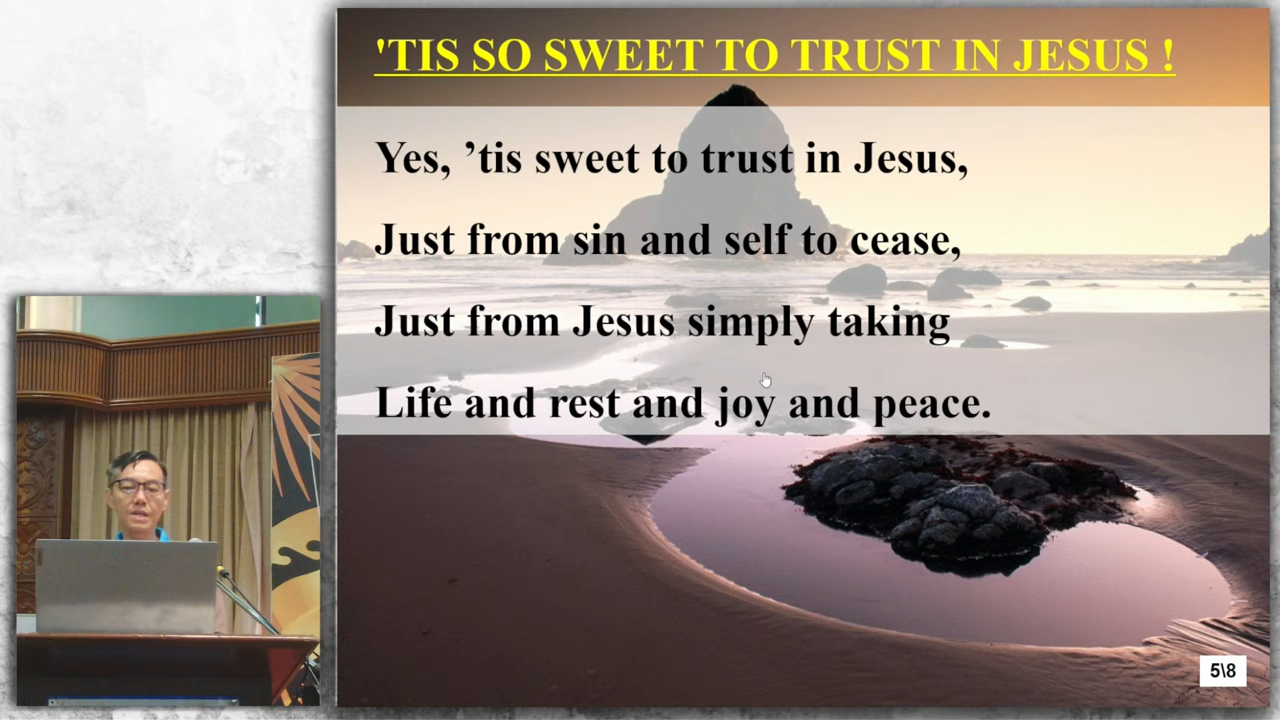 'TIS SO SWEET TO TRUST IN JESUS !
Yes, ’tis sweet to trust in Jesus,
Just from sin and self to cease,
Just from Jesus simply taking
Life and rest and joy and peace.
5\8